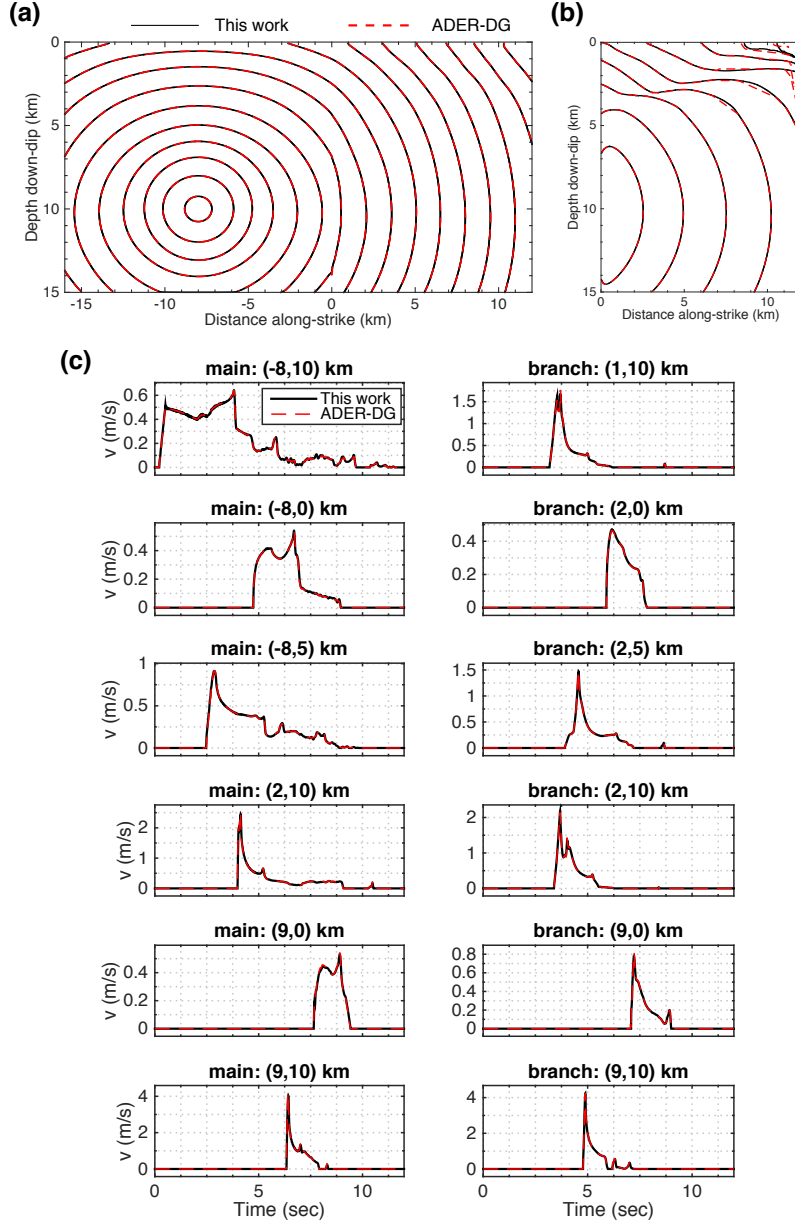 (a)
This work
ADER-DG
(b)
Depth down-dip (km)
0
5
10
15
-15
-10
-5
0
5
10
Distance along-strike (km)
Depth down-dip (km)
0
5
10
15
0
5
10
Distance along-strike (km)
(c)
main: (-8,10) km
v (m/s)
0.6
0.4
0.2
0
This work
ADER-DG
branch: (1,10) km
1.5
1
0.25
0
main: (-8,0) km
v (m/s)
0.4
0.2
0
branch: (2,0) km
0.4
0.2
0
main: (-8,5) km
v (m/s)
1
0.5
0
branch: (2,5) km
1.5
1
0.25
0
main: (2,10) km
v (m/s)
2
1
0
branch: (2,10) km
2
1
0
main: (9,0) km
v (m/s)
0.4
0.2
0
branch: (9,0) km
0.8
0.6
0.4
0.2
0
main: (9,10) km
v (m/s)
4
2
0
0
5
10
Time (sec)
branch: (9,10) km
4
2
0
0
5
10
Time (sec)